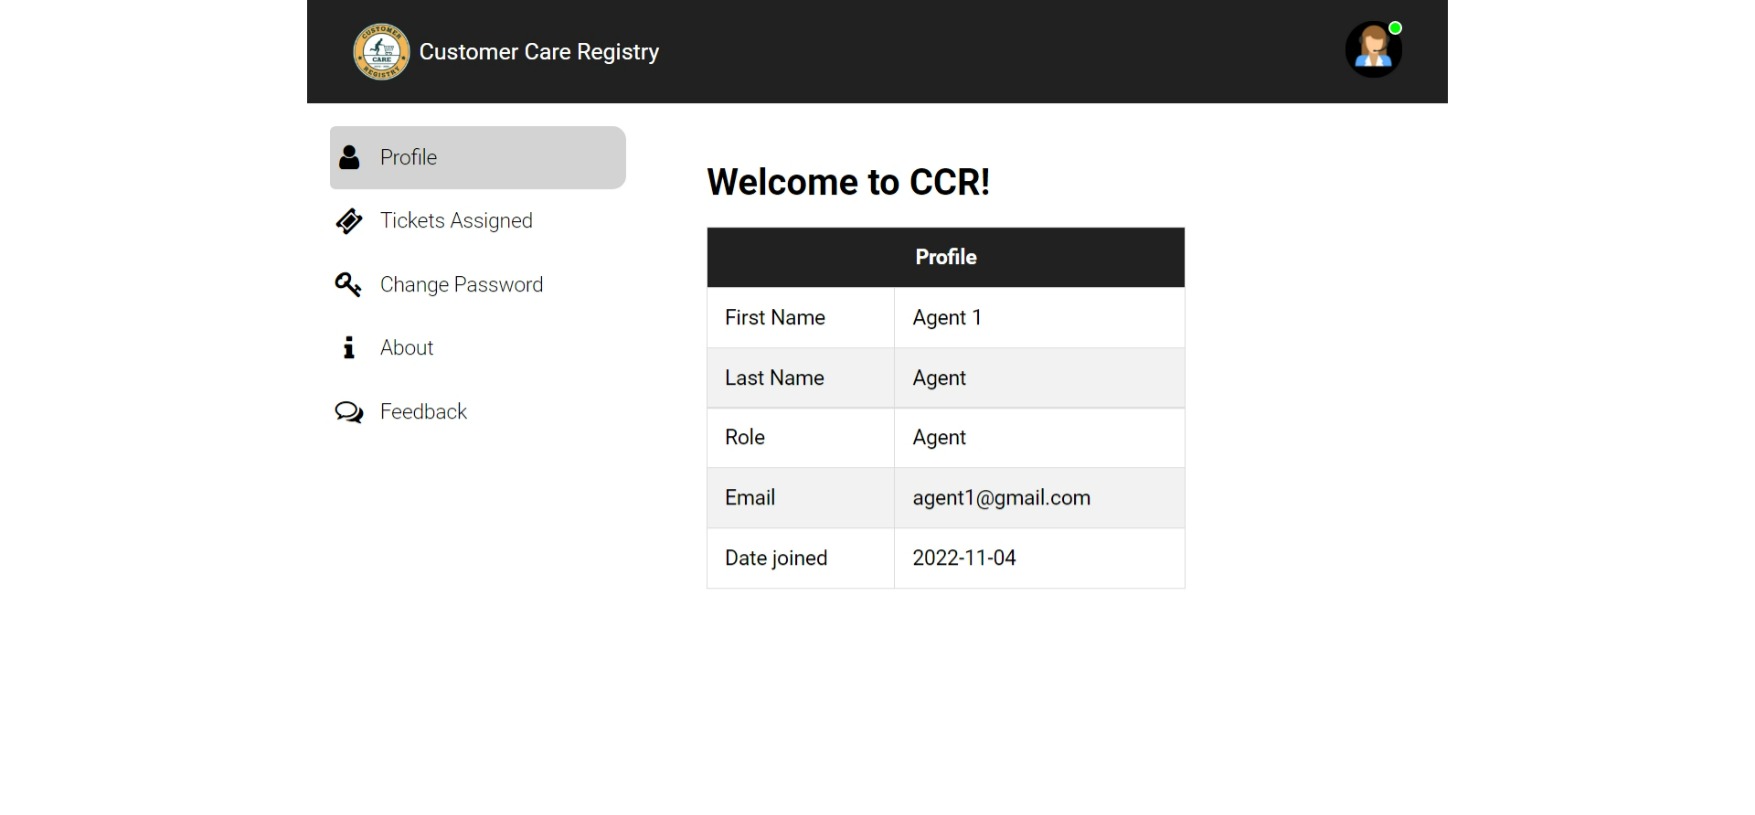 CUSTOMER
CARE
REGISTRY
Customer Care Registry
Profile
Tickets Assigned
Change Password
About
Feedback
Welcome to CCR!
Profile
First Name Agent 1
Last Name Agent
Role Agent
Email agent1@gmail.com
Date joined 2022-11-04